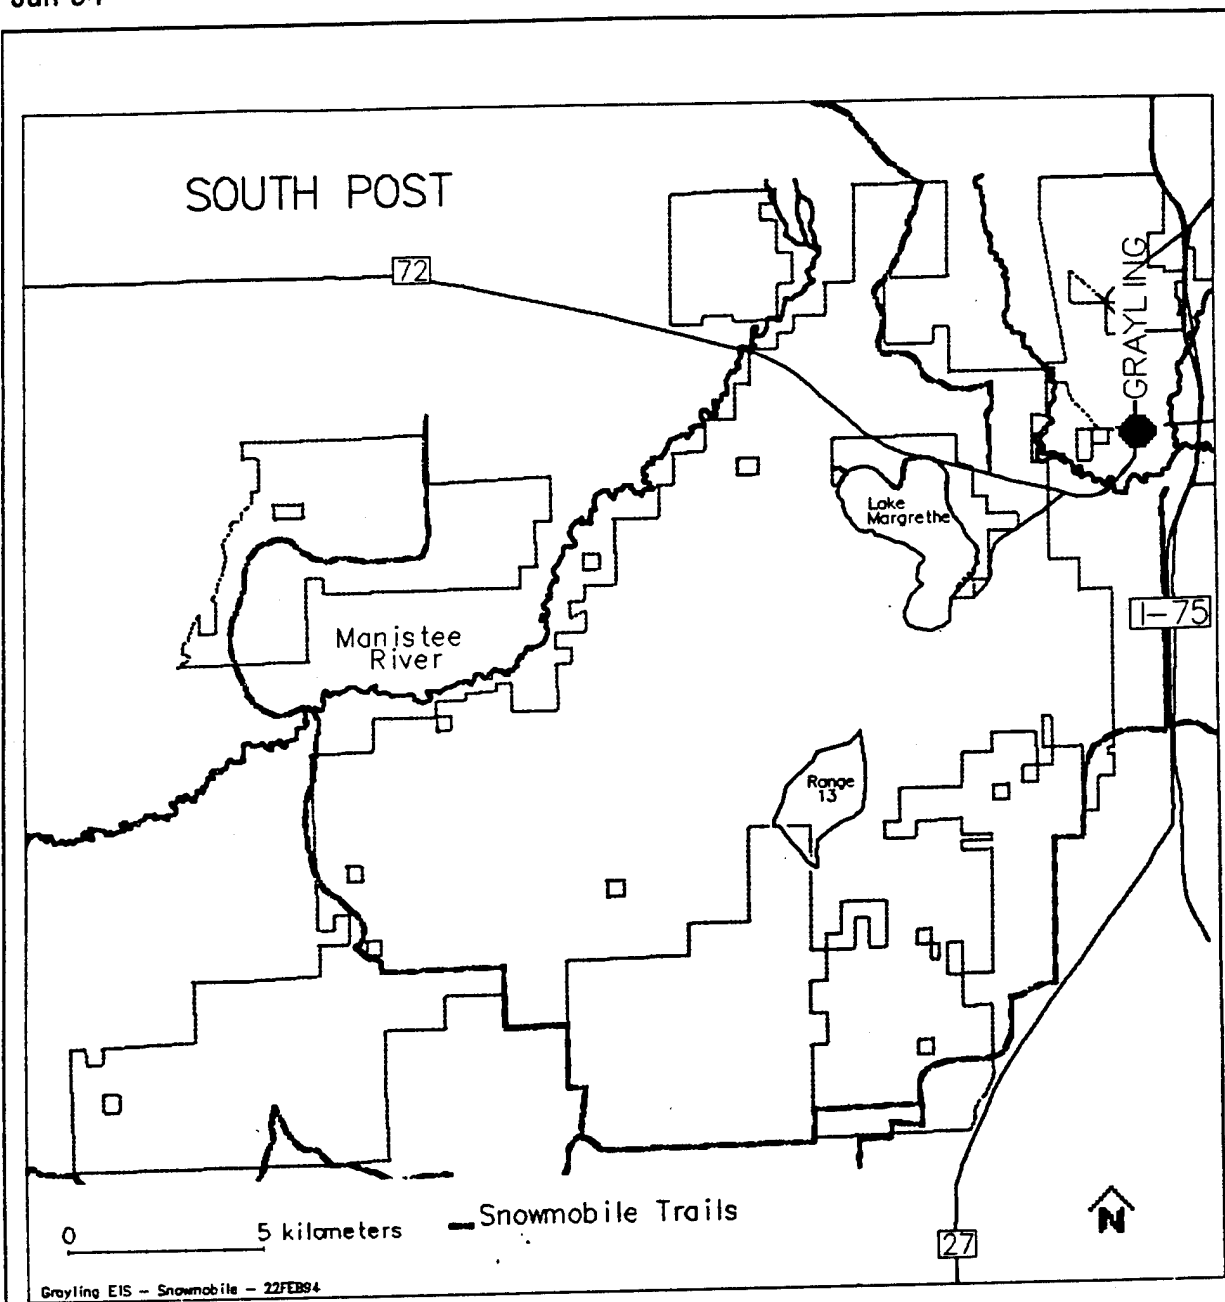 SOUTH POST
72
GRAYLING
Lake
Margrethe
I-75
Manistee
River
Range
13
0 5 kilometers
Snowmobile Trails
N
27
Grayling EIS - Snowmobile - 22FEB94